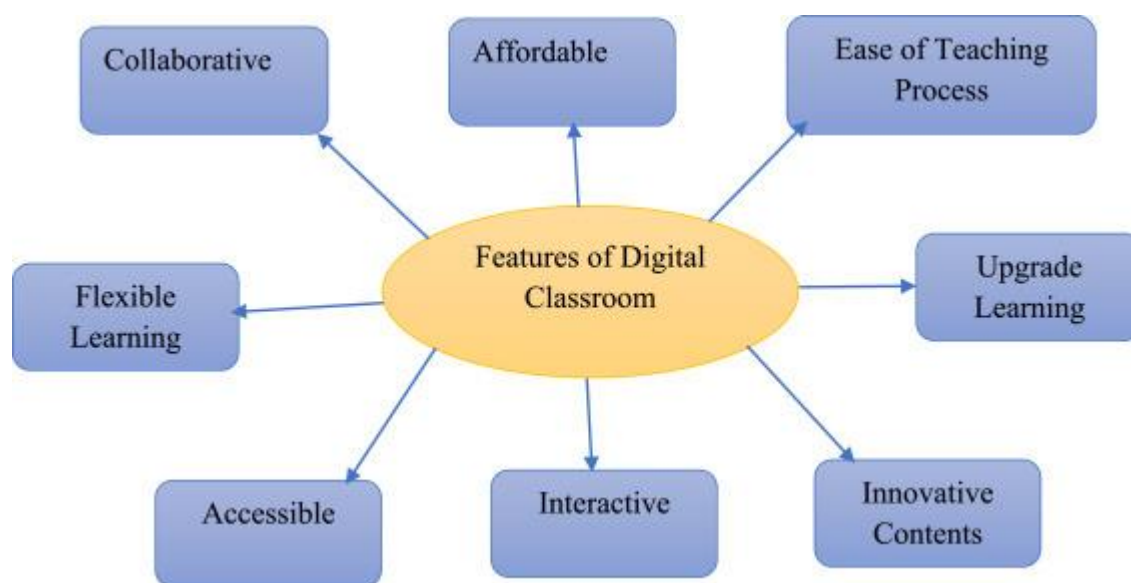 Collaborative
Affordable
Ease of Teaching
Process
Features of Digital
Classroom
Flexible
Learning
Upgrade
Learning
Accessible
Interactive
Innovative
Contents